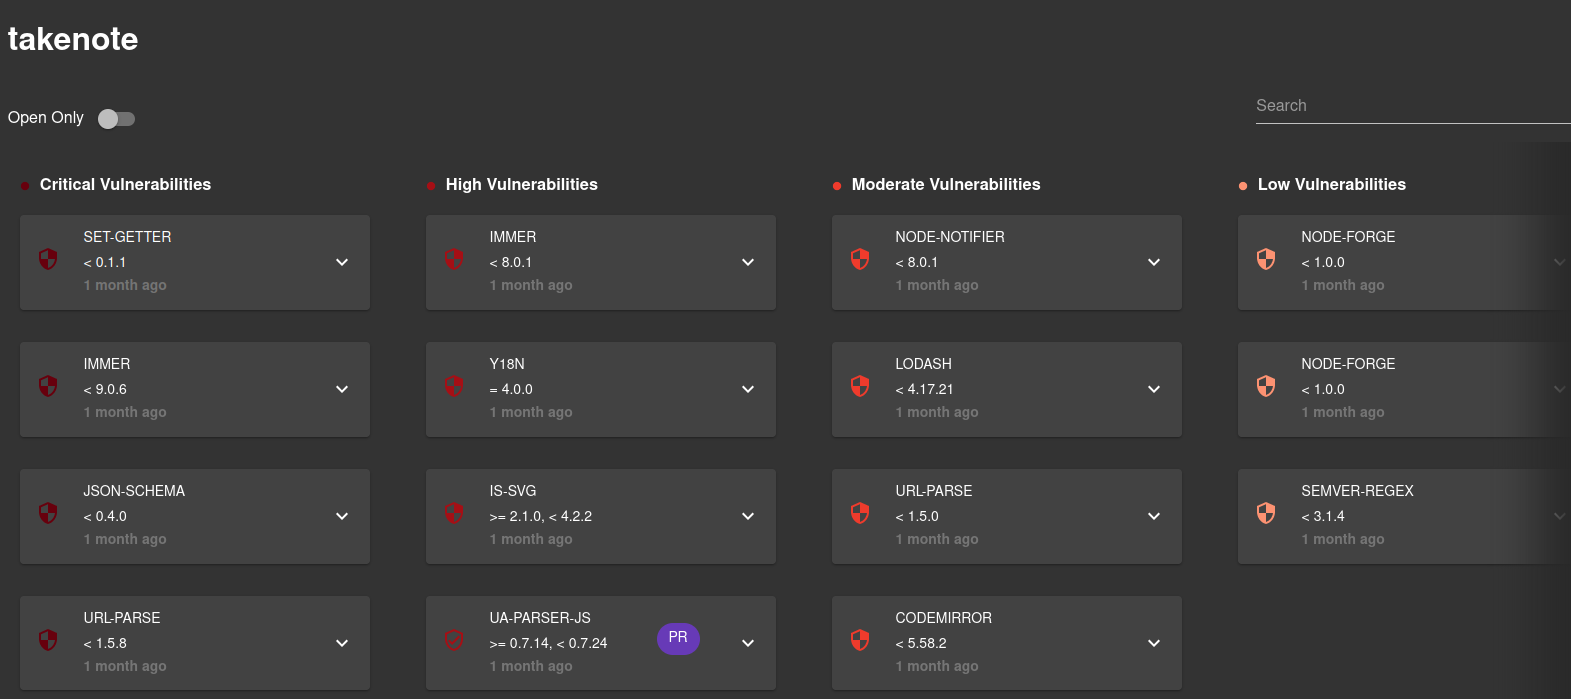 takenote
Open Only
Search
Critical Vulnerabilities
SET-GETTER
< 0.1.1
1 month ago
IMMER
< 9.0.6
1 month ago
JSON-SCHEMA
< 0.4.0
1 month ago
URL-PARSE
< 1.5.8
1 month ago
High Vulnerabilities
IMMER
< 8.0.1
1 month ago
Y18N
= 4.0.0
1 month ago
IS-SVG
>= 2.1.0, < 4.2.2
1 month ago
UA-PARSER-JS
>= 0.7.14, < 0.7.24
1 month ago
PR
Moderate Vulnerabilities
NODE-NOTIFIER
< 8.0.1
1 month ago
LODASH
< 4.17.21
1 month ago
URL-PARSE
< 1.5.0
1 month ago
CODEMIRROR
< 5.58.2
1 month ago
Low Vulnerabilities
NODE-FORGE
< 1.0.0
1 month ago
NODE-FORGE
< 1.0.0
1 month ago
SEMVER-REGEX
< 3.1.4
1 month ago